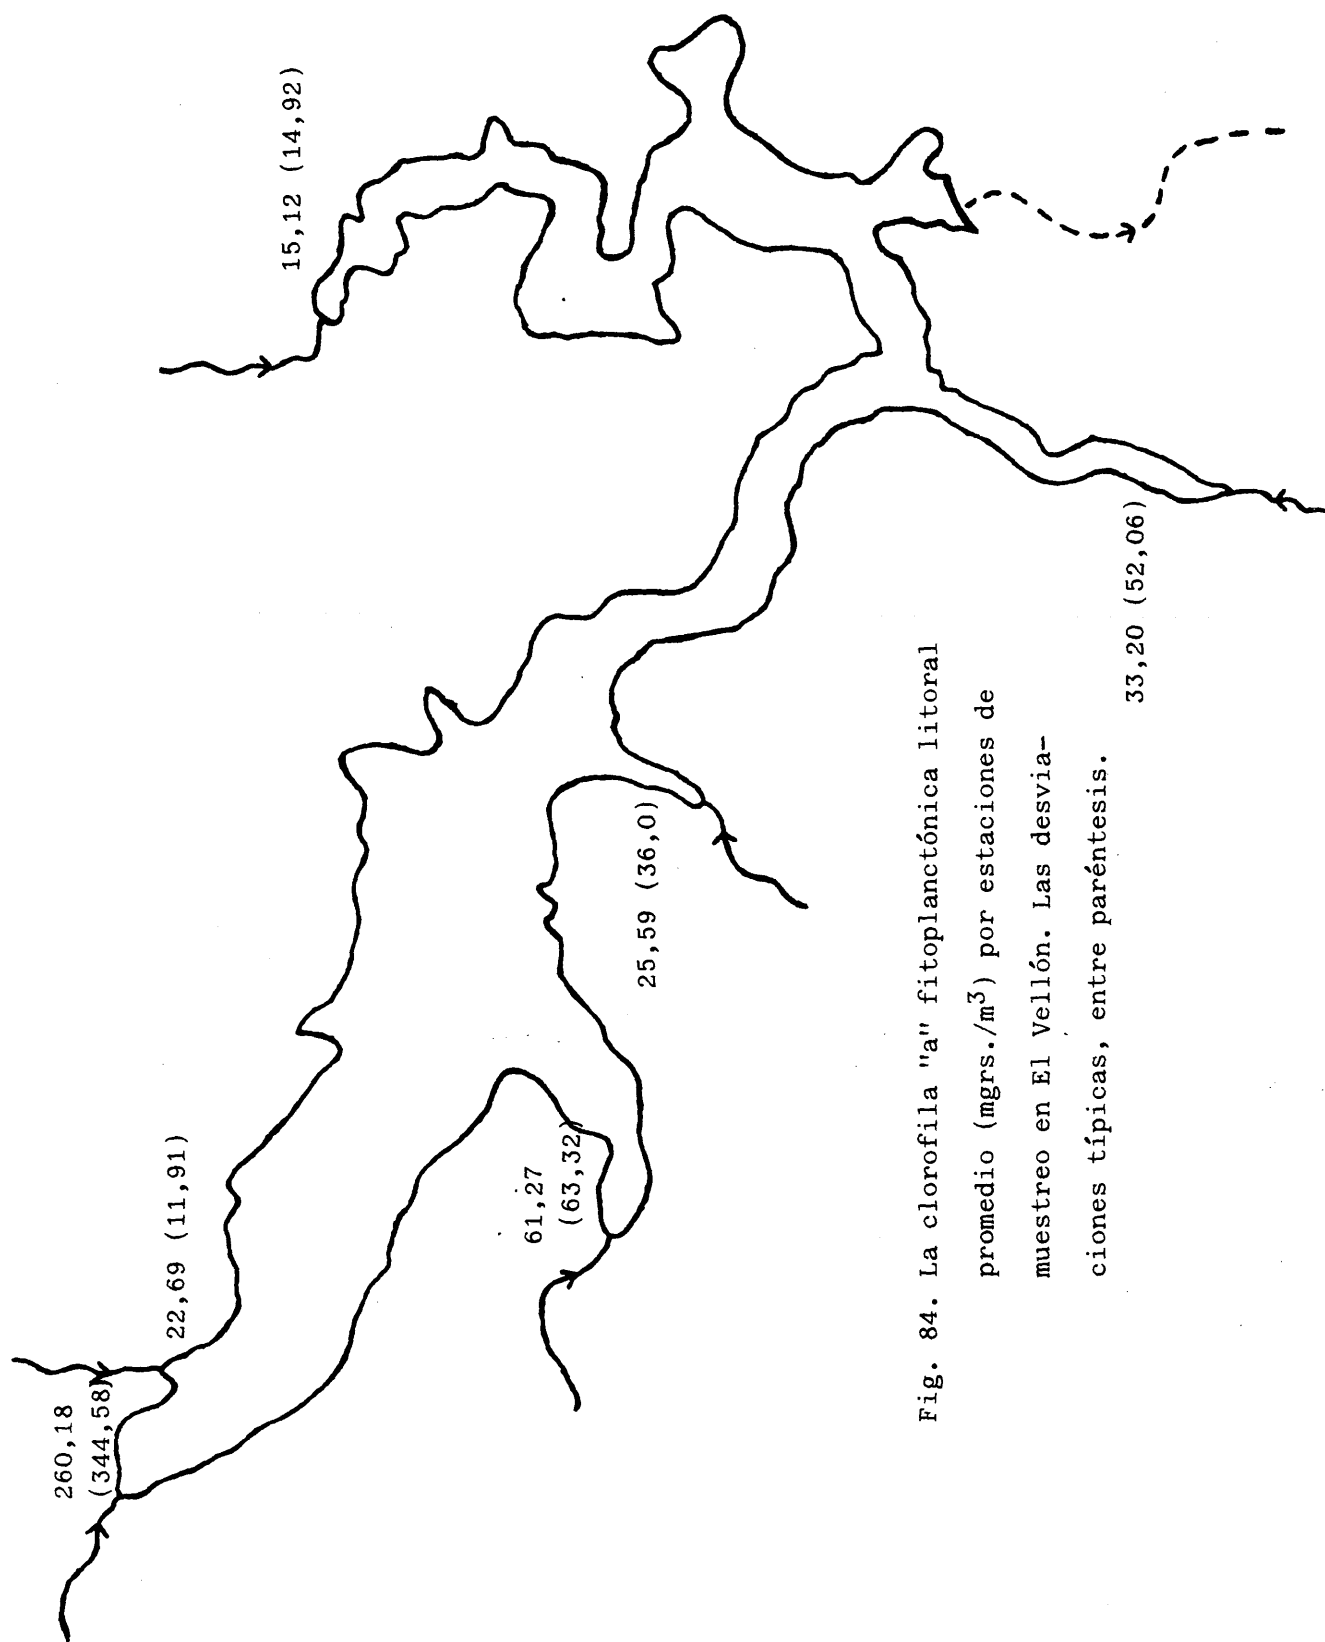 260,18
(344,58)
22,69 (11,91)
15,12 (14,92)
61,27
(63,32)
25,59 (36,0)
33,20 (52,06)
Fig. 84. La clorofila "a" fitoplanctónica litoral
promedio (mgrs./m³) por estaciones de
muestreo en El Vellón. Las desvia-
ciones típicas, entre paréntesis.